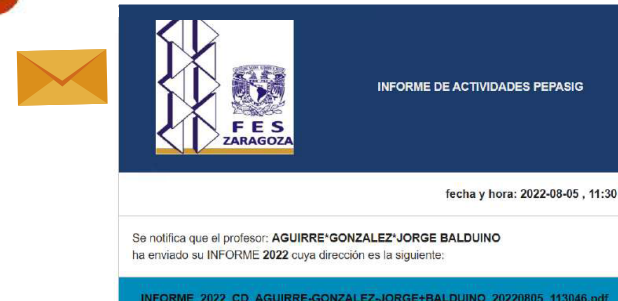 FES
ZARAGOZA
INFORME DE ACTIVIDADES PEPASIG
fecha y hora: 2022-08-05 , 11:30
Se notifica que el profesor: AGUIRRE*GONZALEZ*JORGE BALDUINO
ha enviado su INFORME 2022 cuya dirección es la siguiente:
INFORME_2022_CD_AGUIRRE-GONZALEZ-JORGE+BALDUINO_20220805_113046.pdf